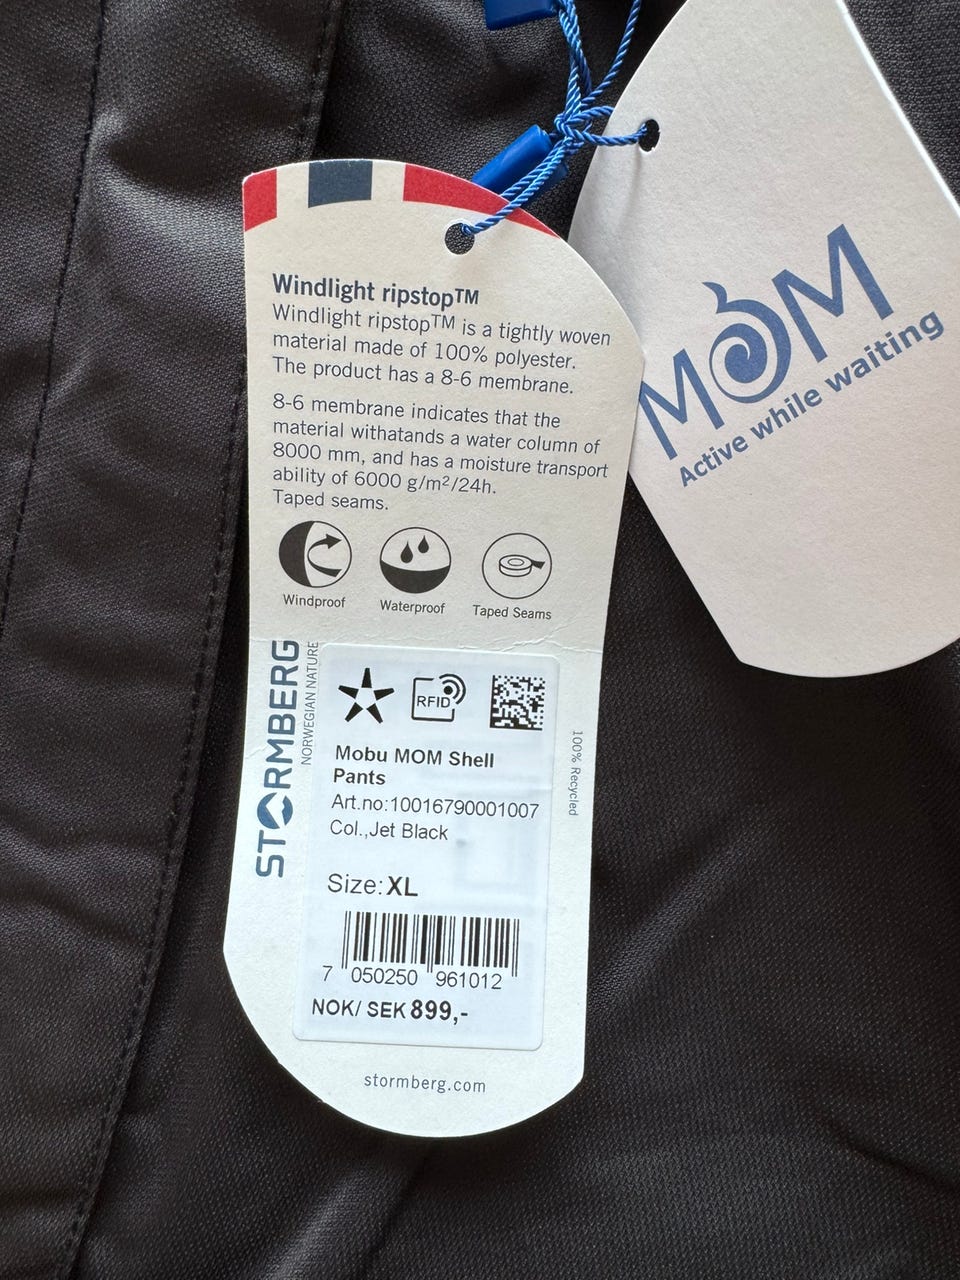 Windlight ripstop™
Windlight ripstop™ is a tightly woven
material made of 100% polyester.
The product has a 8-6 membrane.
8-6 membrane indicates that the
material withatands a water column of
8000 mm, and has a moisture transport
ability of 6000 g/m²/24h.
Taped seams.
Windproof
Waterproof
Taped Seams
STORMBERG
NORWEGIAN NATURE
RFID
Mobu MOM Shell
Pants
Art.no:10016790001007
Col.,Jet Black
Size:XL
7 050250 961012
NOK/ SEK 899,-
100% Recycled
stormberg.com
MOM
Active while waiting